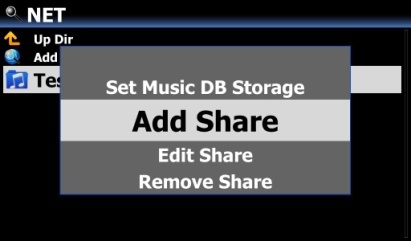 NET
Up Dir
Add
Tes
Set Music DB Storage
Add Share
Edit Share
Remove Share